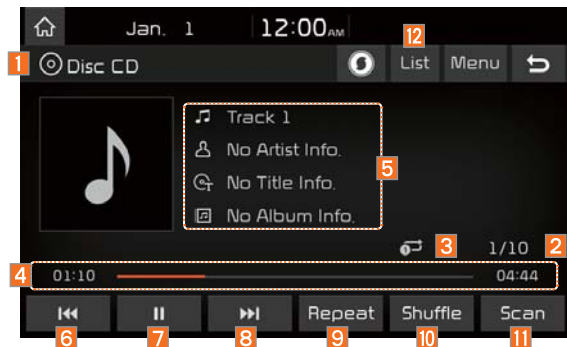 Jan. 1 12:00AM
12
1 Disc CD List Menu
Track 1
No Artist Info.
5
No Title Info.
No Album Info.
3 1/10 2
4 01:10 04:44
Repeat Shuffle Scan
6 7 8 9 10 11